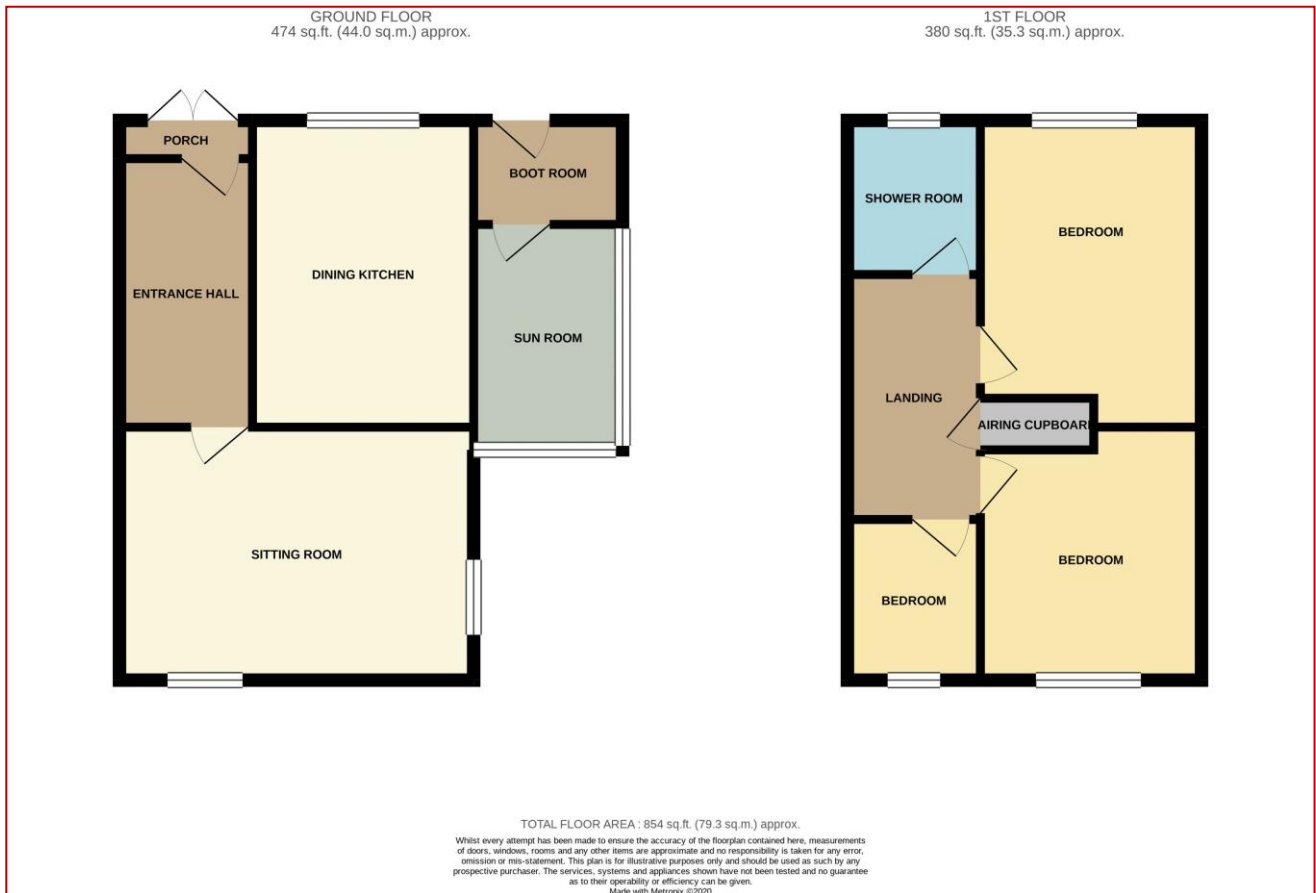 GROUND FLOOR
474 sq.ft. (44.0 sq.m.) approx.
1ST FLOOR
380 sq.ft. (35.3 sq.m.) approx.
PORCH
BOOT ROOM
DINING KITCHEN
ENTRANCE HALL
SUN ROOM
SITTING ROOM
SHOWER ROOM
BEDROOM
LANDING
AIRING CUPBOARD
BEDROOM
BEDROOM
TOTAL FLOOR AREA : 854 sq.ft. (79.3 sq.m.) approx.
Whilst every attempt has been made to ensure the accuracy of the floorplan contained here, measurements
of doors, windows, rooms and any other items are approximate and no responsibility is taken for any error,
omission or mis-statement. This plan is for illustrative purposes only and should be used as such by any
prospective purchaser. The services, systems and appliances shown have not been tested and no guarantee
as to their operability or efficiency can be given.
Made with Metropix ©2020